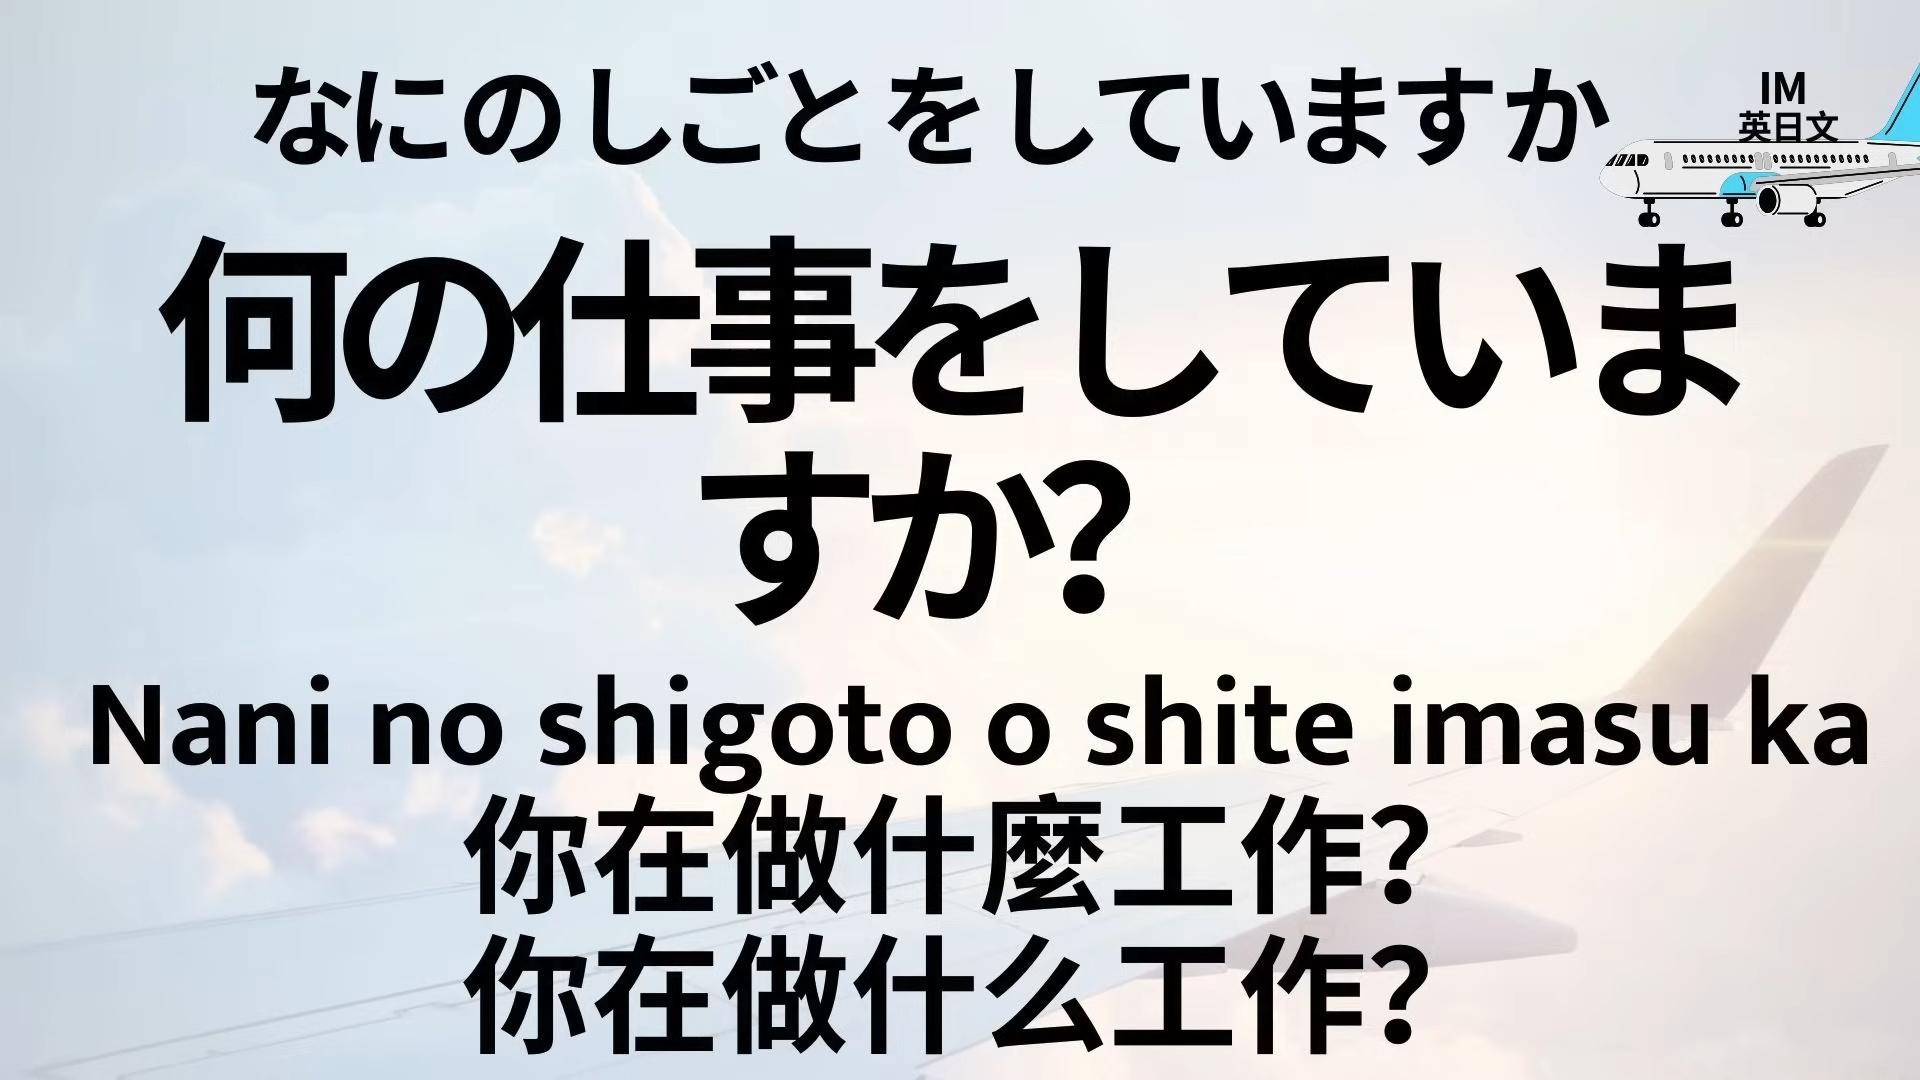 なにのしごとをしていますか
IM
英日文
何の仕事をしていま
すか？
Nani no shigoto o shite imasu ka
你在做什麼工作？
你在做什么工作？